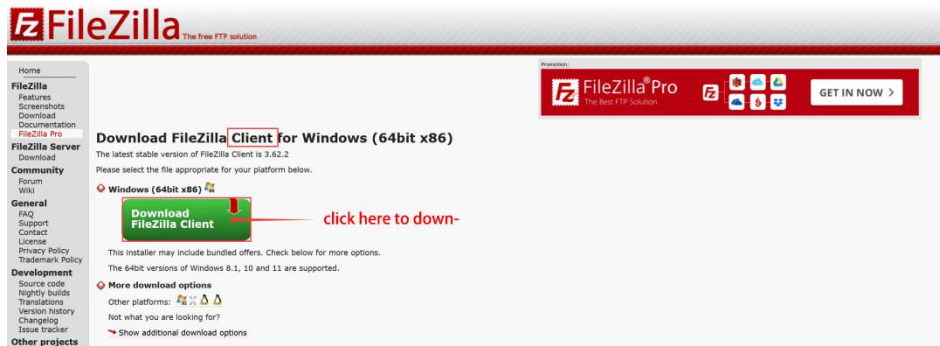 FileZilla The free FTP solution
Home
FileZilla
Features
Screenshots
Download
Documentation
FileZilla Pro
FileZilla Server
Download
Community
Forum
Wiki
General
FAQ
Support
Contact
License
Privacy Policy
Trademark Policy
Development
Source code
Nightly builds
Translations
Version history
Changelog
Issue tracker
Other projects
Promotion:
FileZilla® Pro
The Best FTP Solution
GET IN NOW >
Download FileZilla Client for Windows (64bit x86)
The latest stable version of FileZilla Client is 3.62.2
Please select the file appropriate for your platform below.
Windows (64bit x86)
Download
FileZilla Client
click here to down-
This installer may include bundled offers. Check below for more options.
The 64bit versions of Windows 8.1, 10 and 11 are supported.
More download options
Other platforms:
Not what you are looking for?
Show additional download options